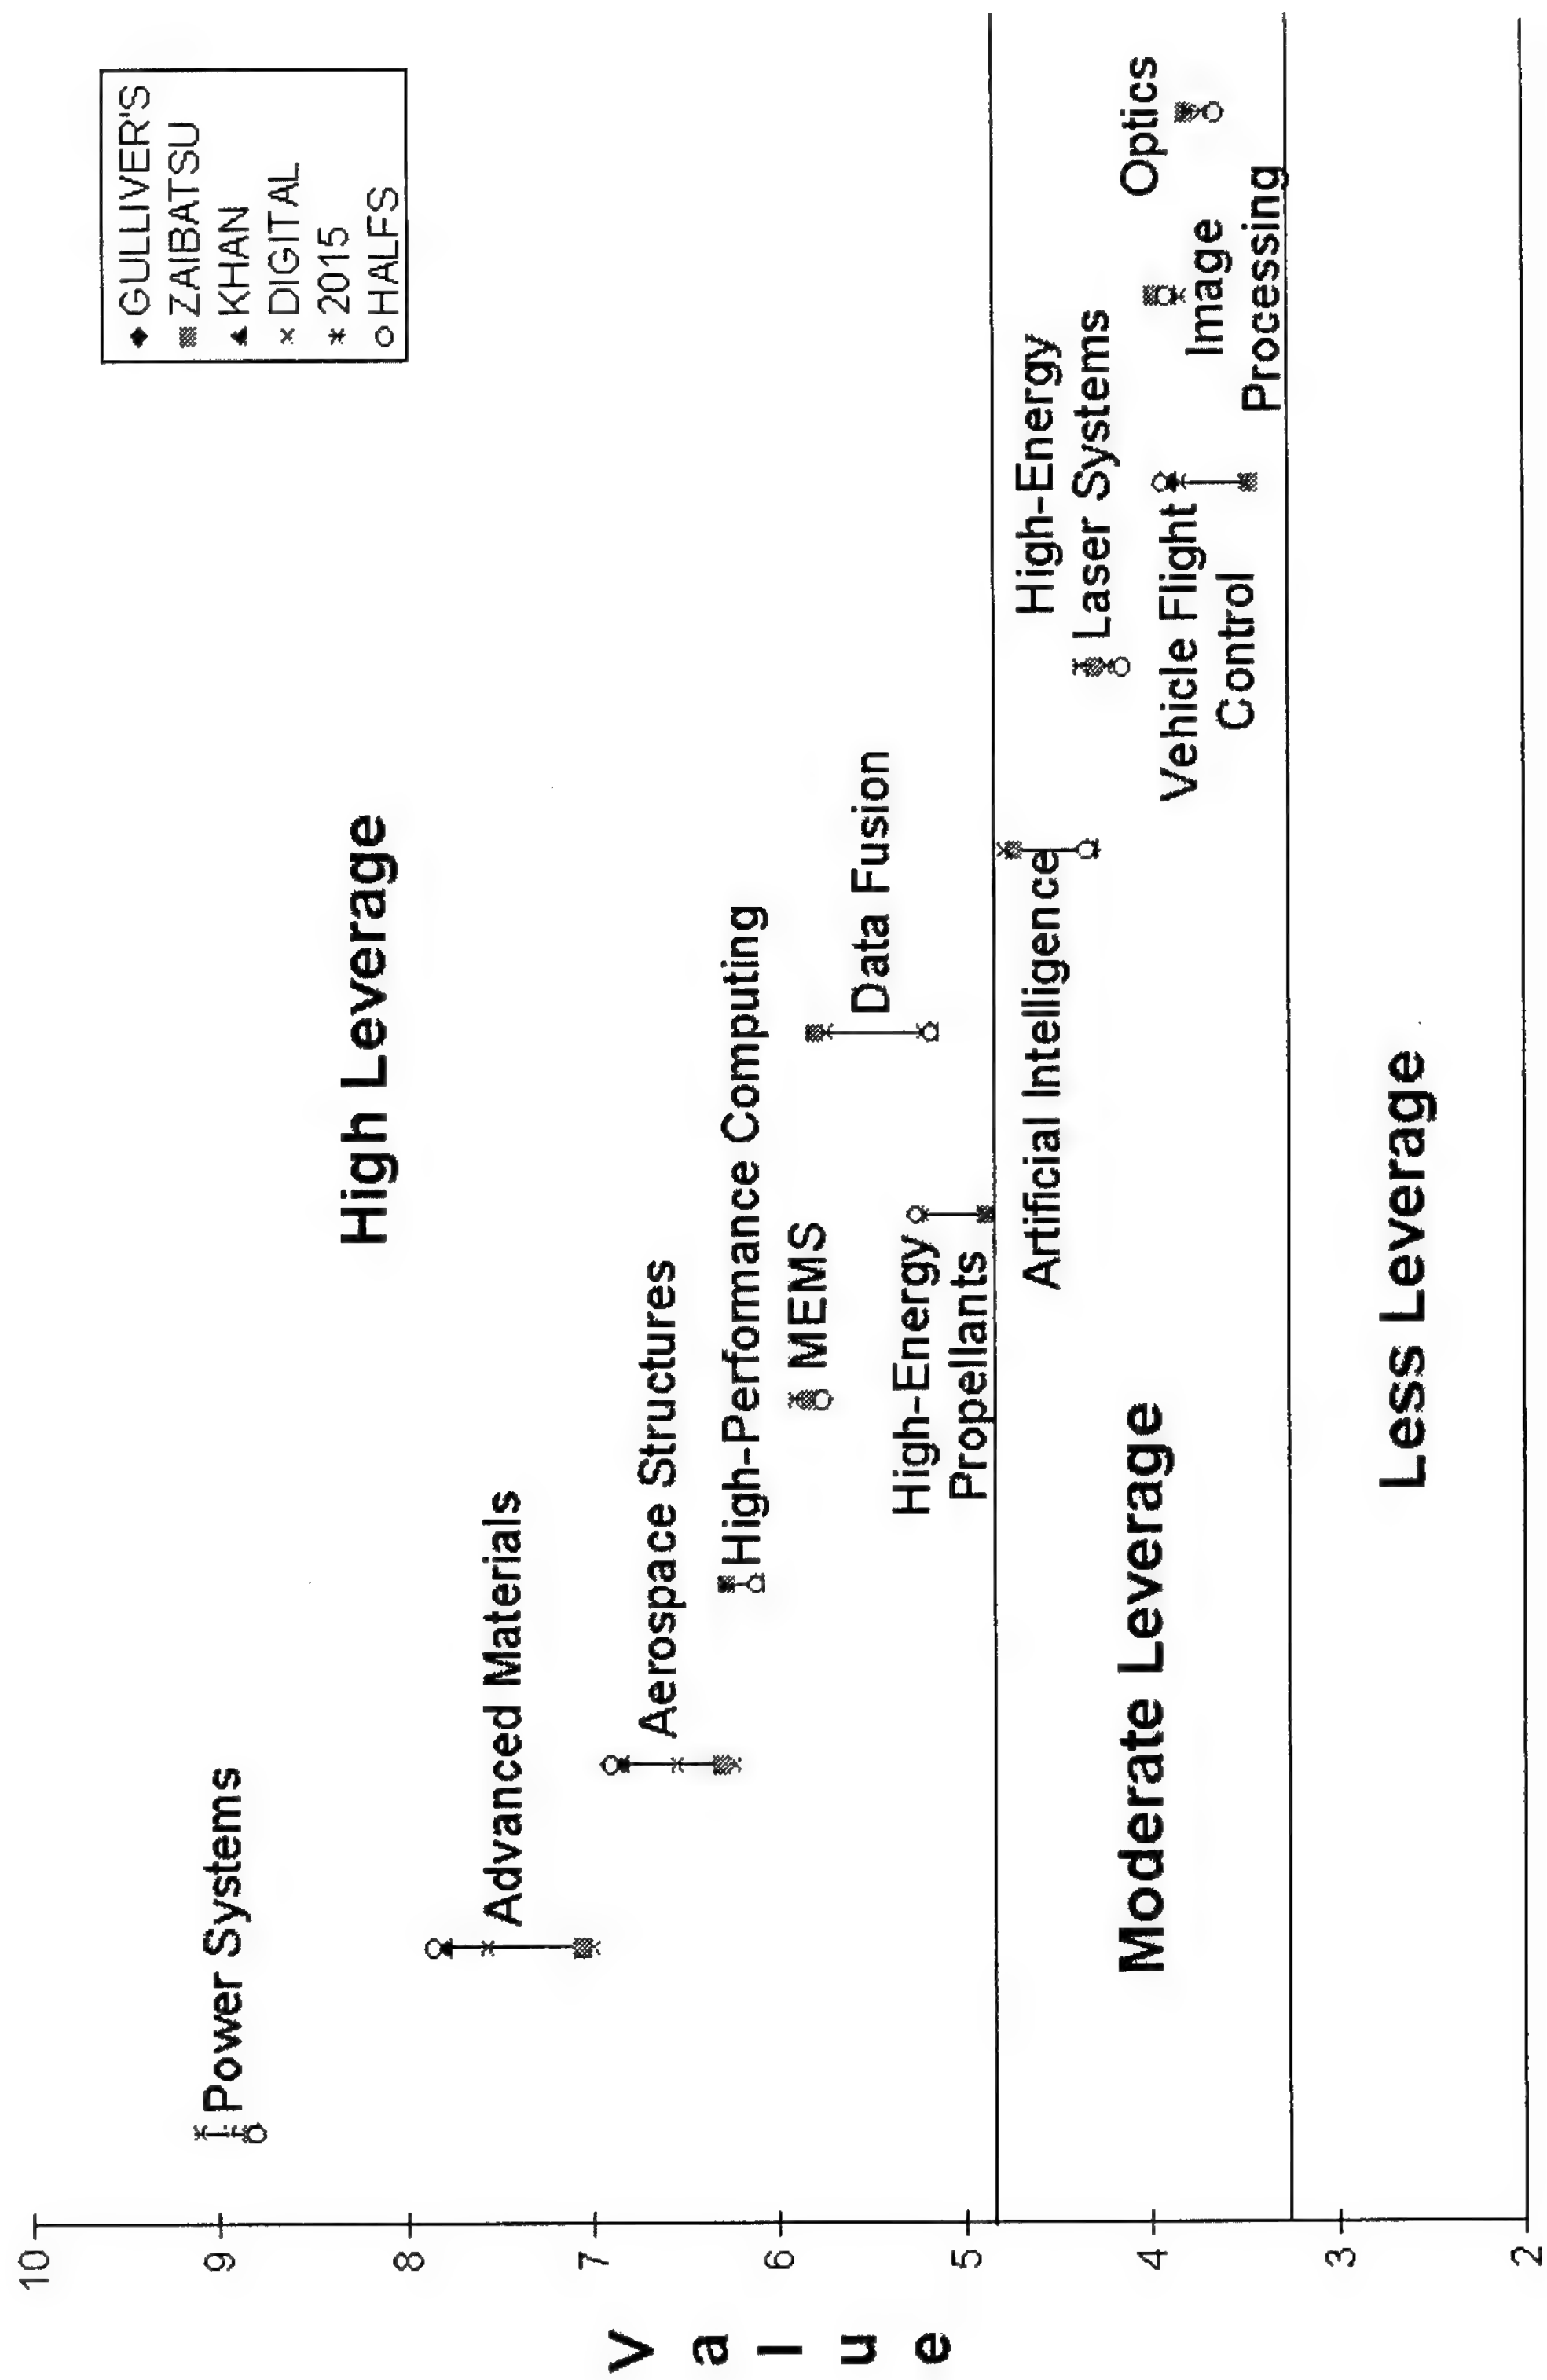 GULLIVER'S
ZAIBATSU
KHAN
DIGITAL
2015
HALFS
Value
10
9
8
7
6
5
4
3
2
High Leverage
Moderate Leverage
Less Leverage
Power Systems
Advanced Materials
Aerospace Structures
High-Performance Computing
MEMS
High-Energy
Propellants
Data Fusion
Artificial Intelligence
High-Energy
Laser Systems
Vehicle Flight
Control
Image
Processing
Optics